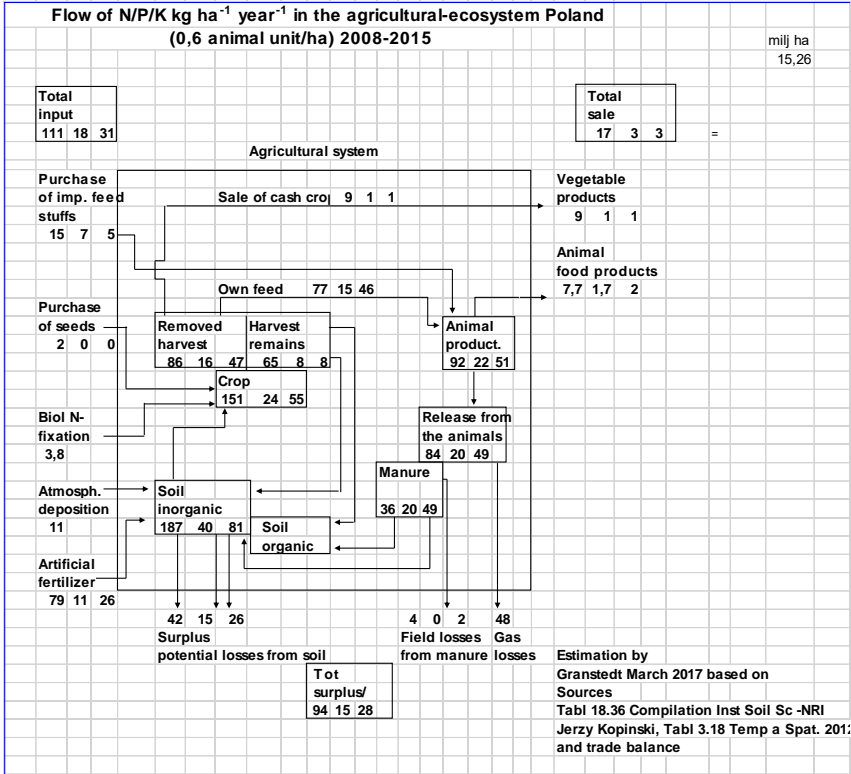 Flow of N/P/K kg ha⁻¹ year⁻¹ in the agricultural-ecosystem Poland
(0,6 animal unit/ha) 2008-2015
milj ha
15,26
Total
input
111 18 31
Total
sale
17 3 3 =
Agricultural system
Purchase
of imp. feed
stuffs
15 7 5
Sale of cash crop 9 1 1
Vegetable
products
9 1 1
Animal
food products
7,7 1,7 2
Own feed 77 15 46
Purchase
of seeds
2 0 0
Removed
harvest
86 16 47
Harvest
remains
65 8 8
Animal
product.
92 22 51
Crop
151 24 55
Biol N-
fixation
3,8
Release from
the animals
84 20 49
Manure
36 20 49
Atmosph.
deposition
11
Soil
inorganic
187 40 81
Soil
organic
Artificial
fertilizer
79 11 26
42 15 26
Surplus
potential losses from soil
4 0 2
Field losses
from manure
48
Gas
losses
Tot
surplus/
94 15 28
Estimation by
Granstedt March 2017 based on
Sources
Tabl 18.36 Compilation Inst Soil Sc -NRI
Jerzy Kopinski, Tabl 3.18 Temp a Spat. 2012
and trade balance